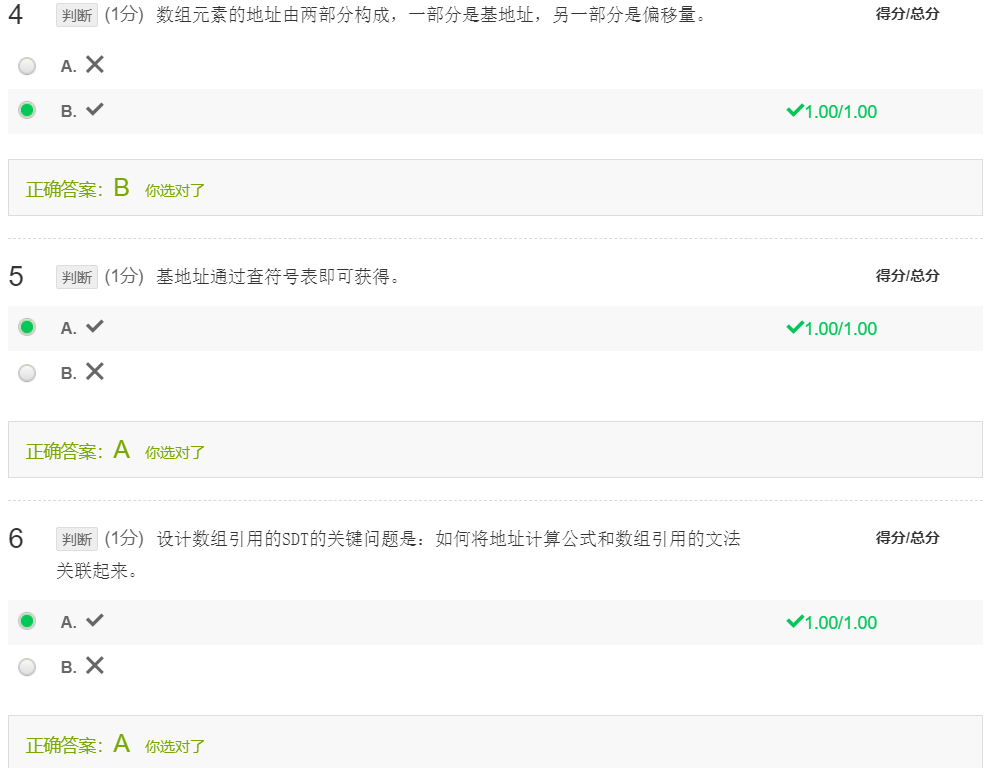 4 判断 (1分) 数组元素的地址由两部分构成，一部分是基地址，另一部分是偏移量。 得分/总分
A. ✕
B. ✓ ✓1.00/1.00
正确答案：B 你选对了
5 判断 (1分) 基地址通过查符号表即可获得。 得分/总分
A. ✓ ✓1.00/1.00
B. ✕
正确答案：A 你选对了
6 判断 (1分) 设计数组引用的SDT的关键问题是：如何将地址计算公式和数组引用的文法 得分/总分
关联起来。
A. ✓ ✓1.00/1.00
B. ✕
正确答案：A 你选对了